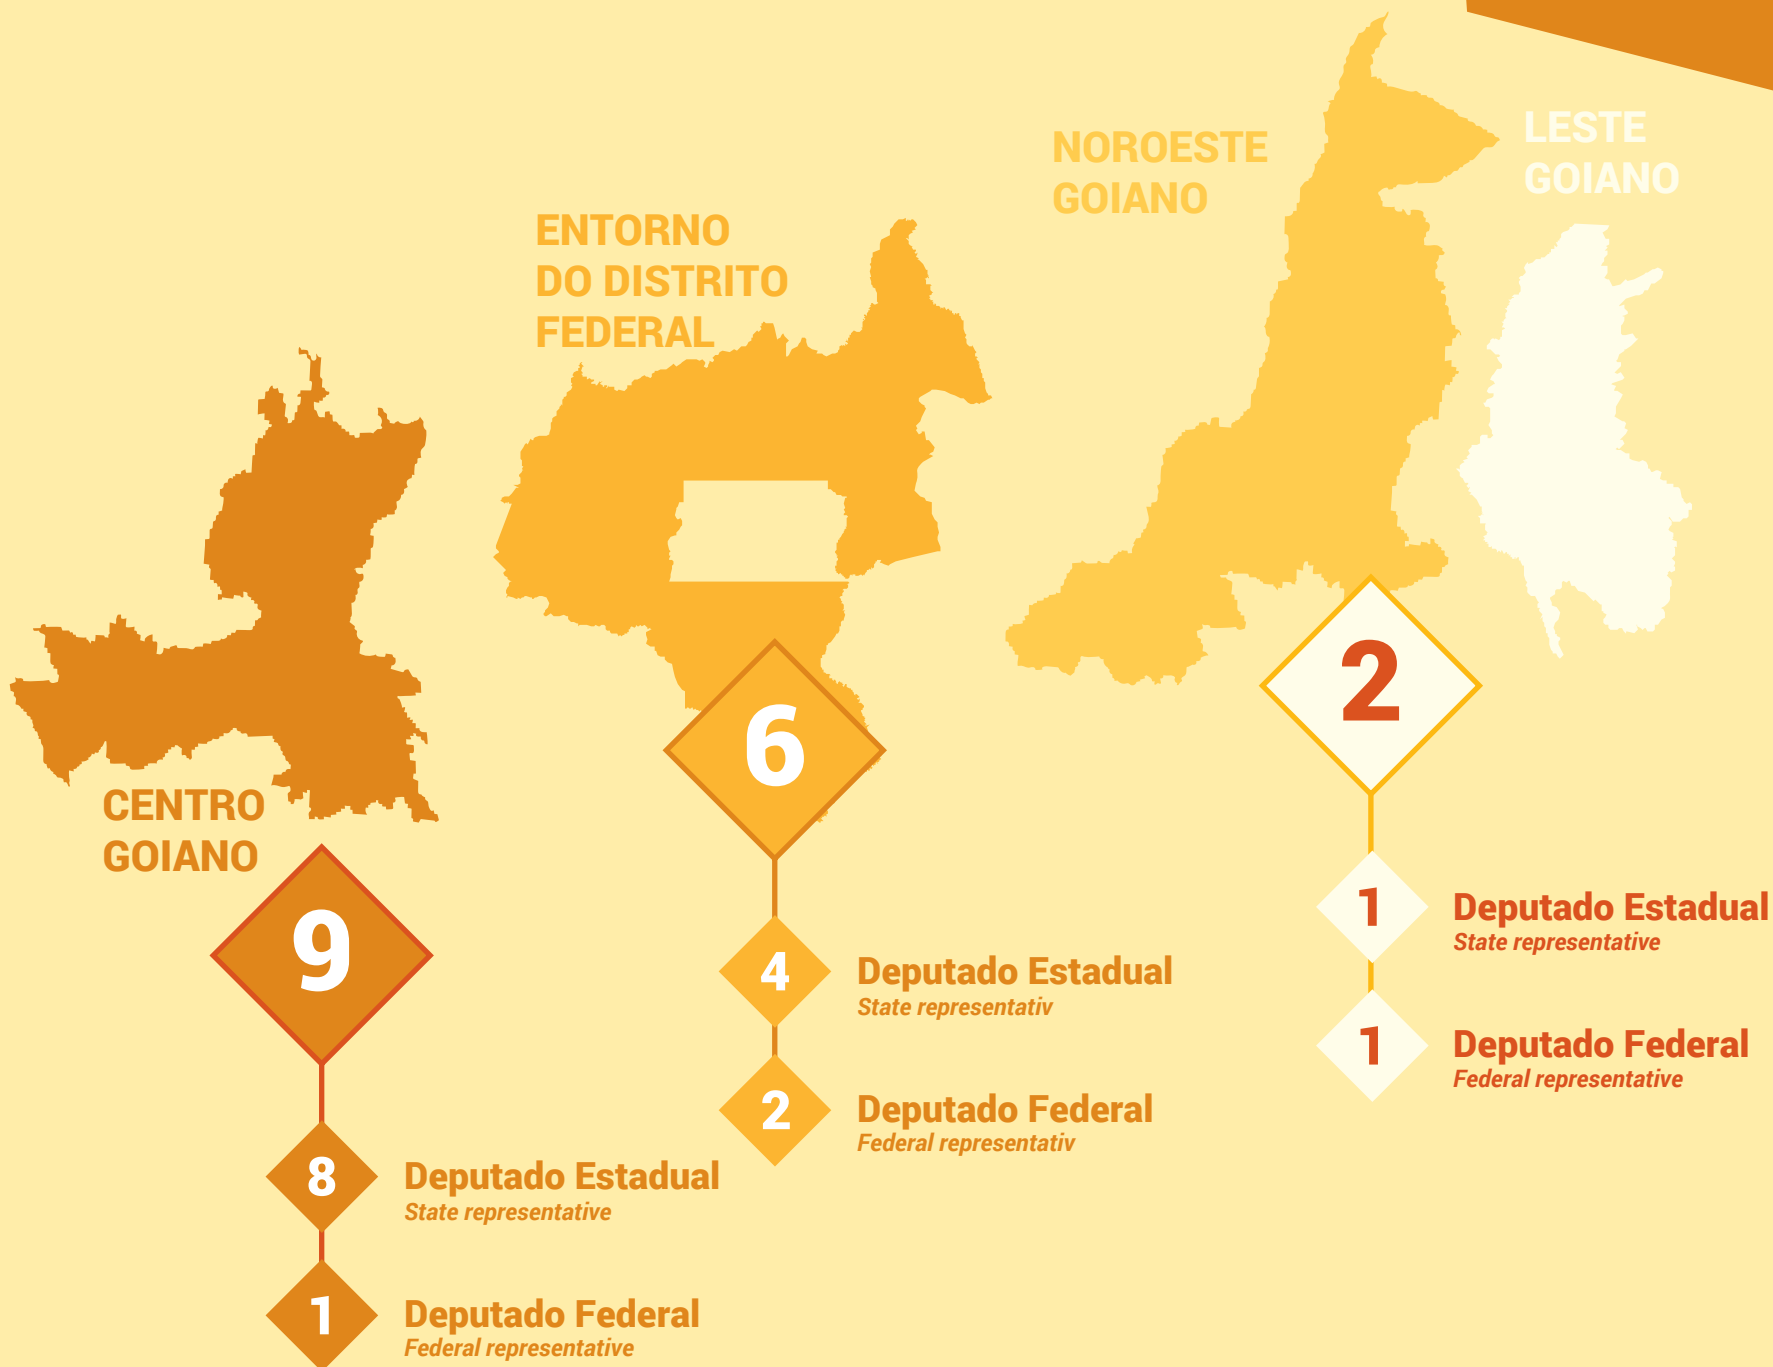 CENTRO
GOIANO
9
8
Deputado Estadual
State representative
1
Deputado Federal
Federal representative
ENTORNO
DO DISTRITO
FEDERAL
6
4
Deputado Estadual
State representativ
2
Deputado Federal
Federal representativ
NOROESTE
GOIANO
LESTE
GOIANO
2
1
Deputado Estadual
State representative
1
Deputado Federal
Federal representative